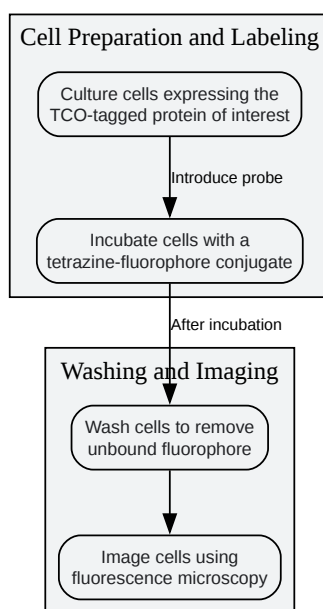 Cell Preparation and Labeling
Culture cells expressing the
TCO-tagged protein of interest
Introduce probe
Incubate cells with a
tetrazine-fluorophore conjugate
After incubation
Washing and Imaging
Wash cells to remove
unbound fluorophore
Image cells using
fluorescence microscopy